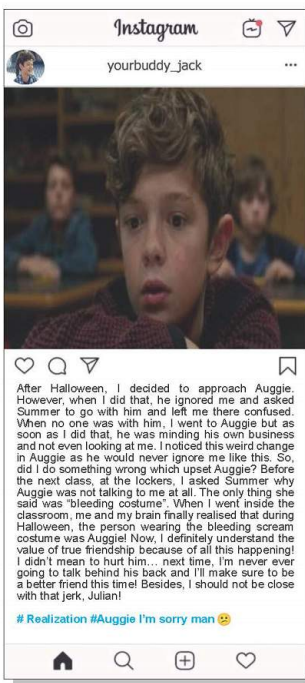 Instagram
yourbuddy_jack
After Halloween, I decided to approach Auggie.
However, when I did that, he ignored me and asked
Summer to go with him and left me there confused.
When no one was with him, I went to Auggie but as
soon as I did that, he was minding his own business
and not even looking at me. I noticed this weird change
in Auggie as he would never ignore me like this. So,
did I do something wrong which upset Auggie? Before
the next class, at the lockers, I asked Summer why
Auggie was not talking to me at all. The only thing she
said was “bleeding costume”. When I went inside the
classroom, me and my brain finally realised that during
Halloween, the person wearing the bleeding scream
costume was Auggie! Now, I definitely understand the
value of true friendship because of all this happening!
I didn’t mean to hurt him... next time, I’m never ever
going to talk behind his back and I’ll make sure to be
a better friend this time! Besides, I should not be close
with that jerk, Julian!
# Realization #Auggie I’m sorry man 😕